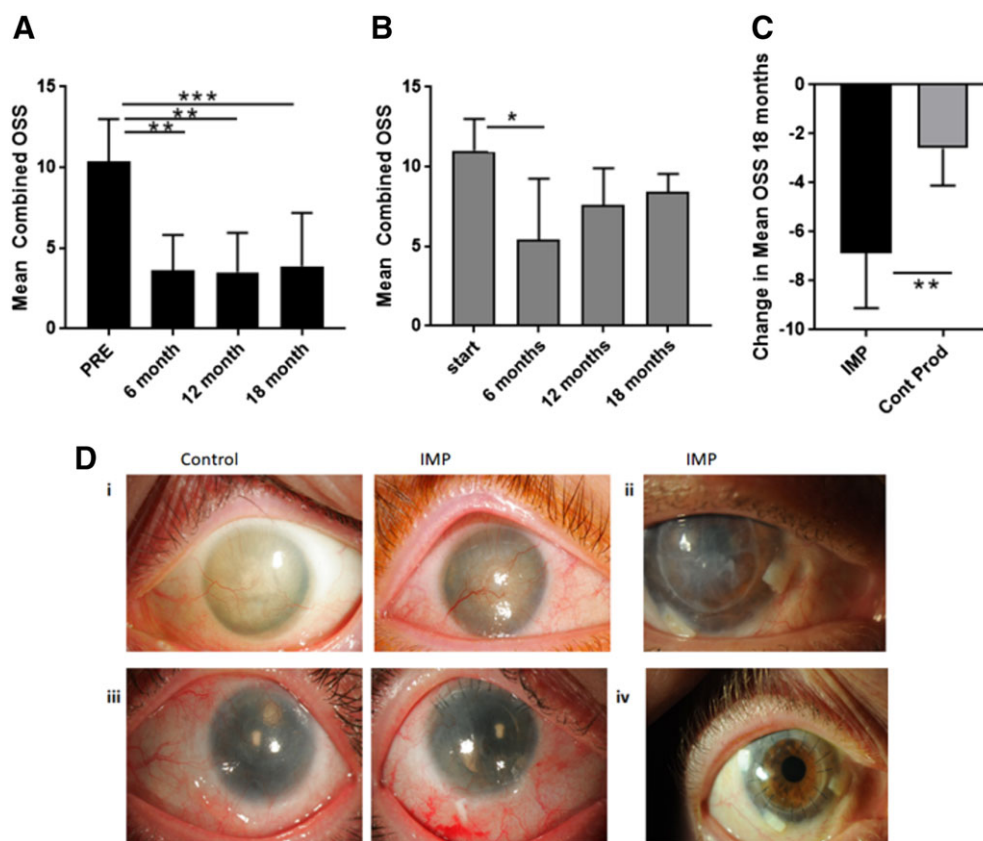 A
Mean Combined OSS
15
10
5
0
***
**
**
PRE
6 month
12 month
18 month
B
Mean Combined OSS
15
10
5
0
*
start
6 months
12 months
18 months
C
Change in Mean OSS 18 months
0
-2
-4
-6
-8
-10
**
IMP
Cont Prod
D
Control
IMP
IMP
i
ii
iii
iv